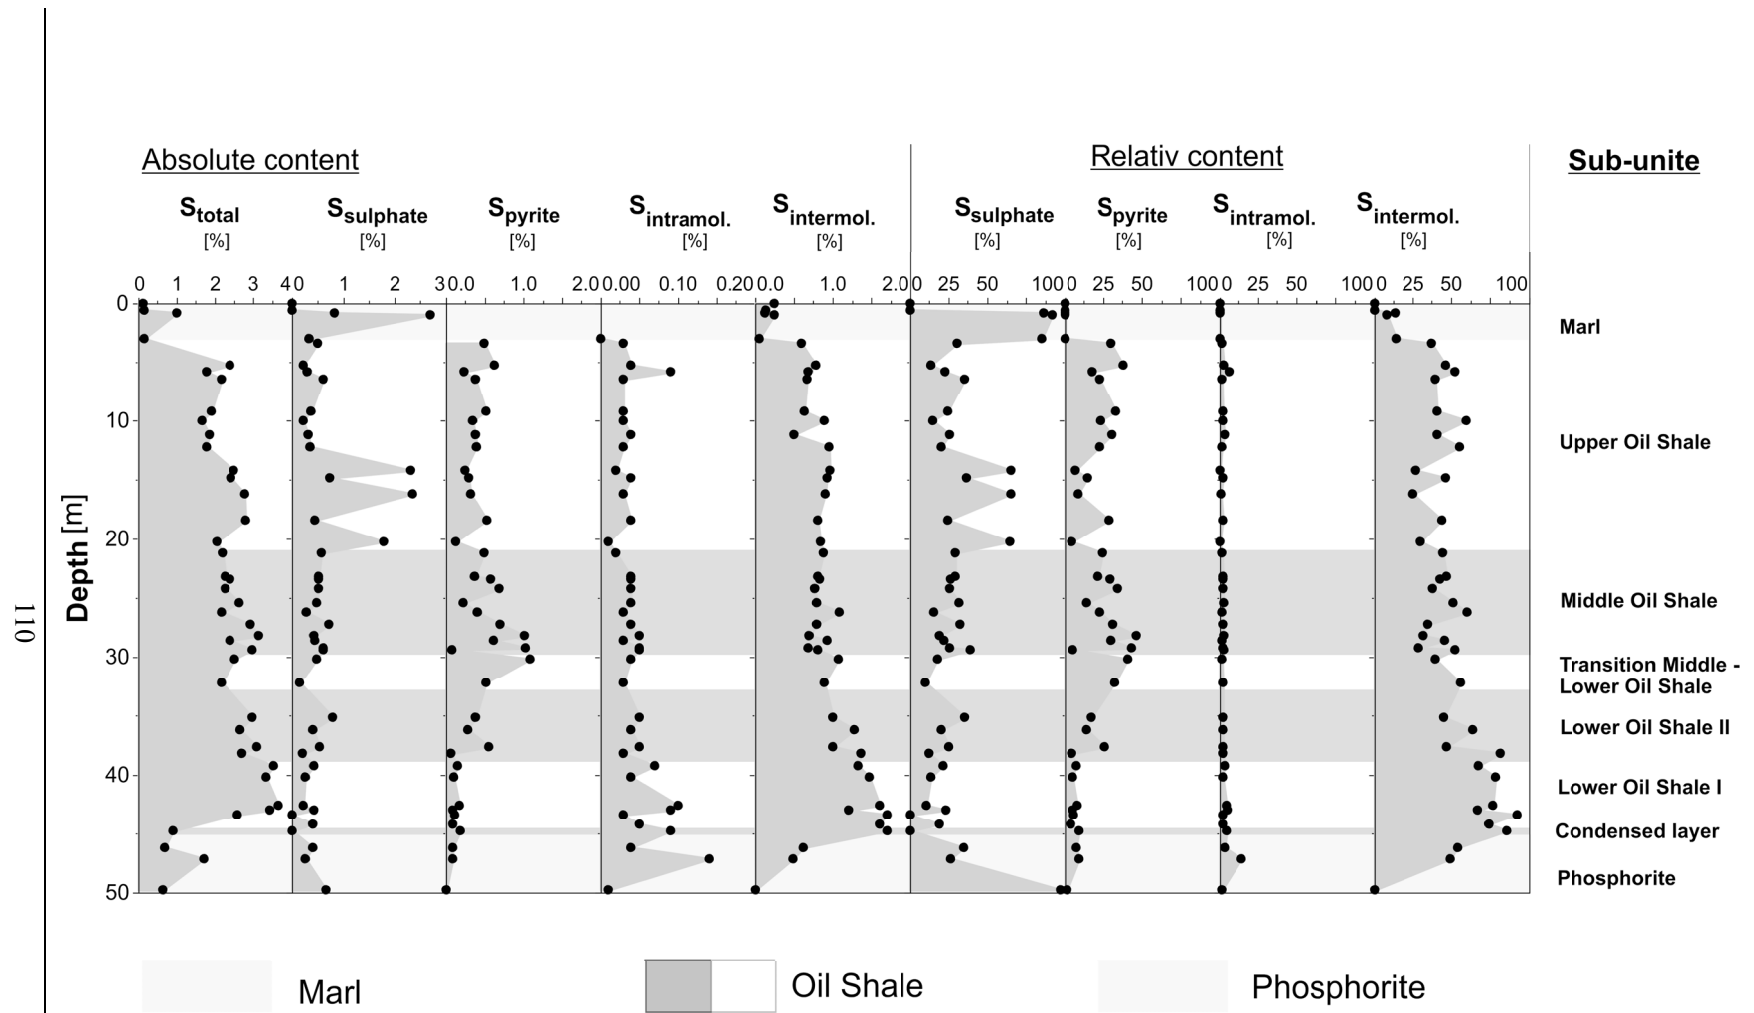 Absolute content
Relativ content
Sub-unite
Stotal [%]
Ssulphate [%]
Spyrite [%]
Sintramol. [%]
Sintermol. [%]
Ssulphate [%]
Spyrite [%]
Sintramol. [%]
Sintermol. [%]
0 1 2 3 4
0 1 2 3
0.0 1.0 2.0
0.00 0.10 0.20
0.0 1.0 2.0
0 25 50 100
0 25 50 100
0 25 50 100
0 25 50 100
0
10
20
30
40
50
Depth [m]
110
Marl
Upper Oil Shale
Middle Oil Shale
Transition Middle -
Lower Oil Shale
Lower Oil Shale II
Lower Oil Shale I
Condensed layer
Phosphorite
Marl
Oil Shale
Phosphorite